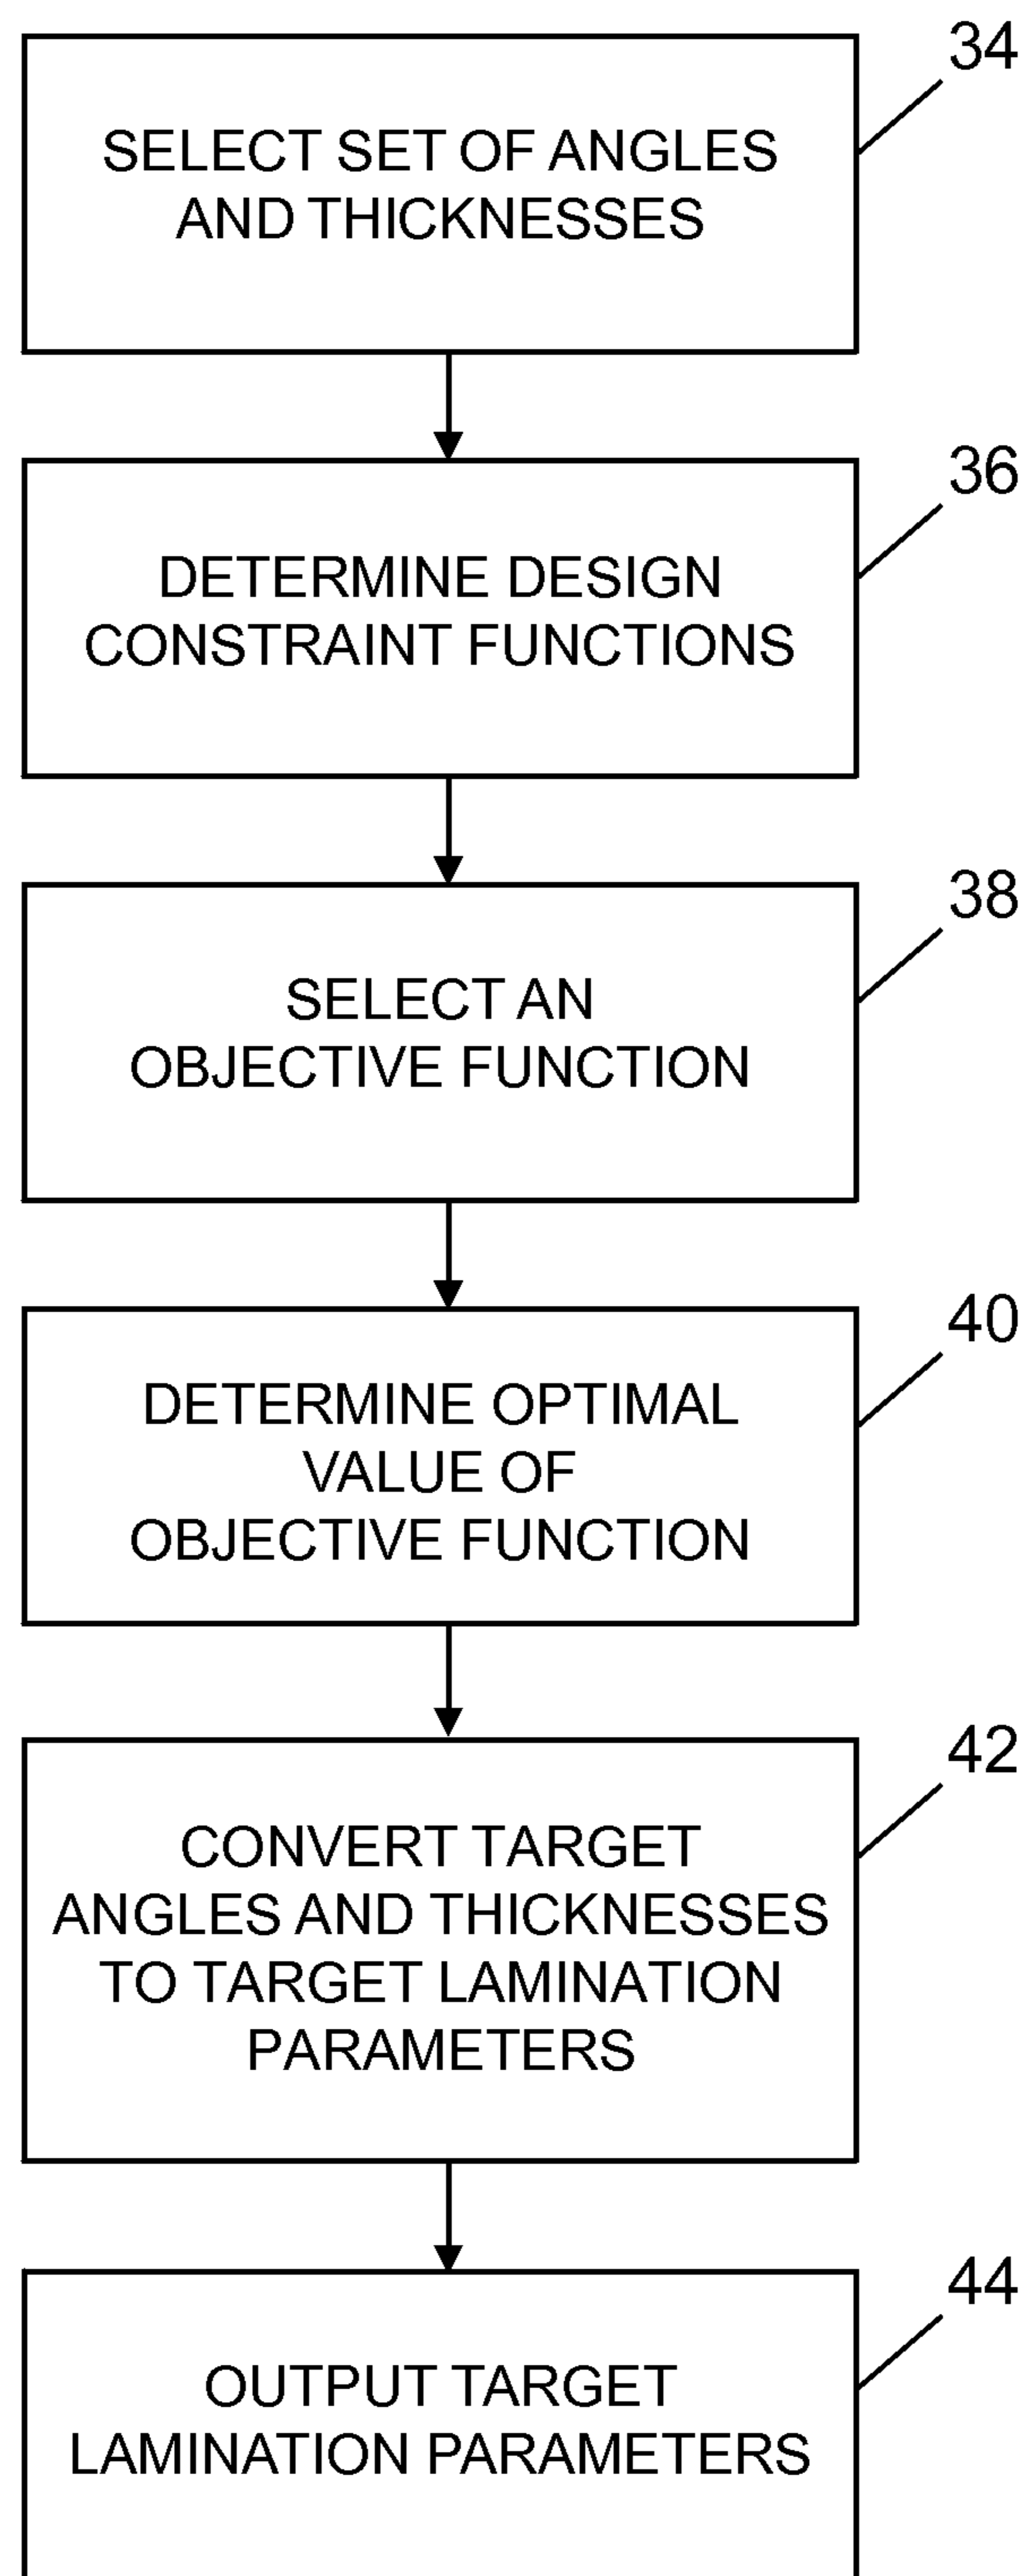 34
SELECT SET OF ANGLES
AND THICKNESSES
36
DETERMINE DESIGN
CONSTRAINT FUNCTIONS
38
SELECT AN
OBJECTIVE FUNCTION
40
DETERMINE OPTIMAL
VALUE OF
OBJECTIVE FUNCTION
42
CONVERT TARGET
ANGLES AND THICKNESSES
TO TARGET LAMINATION
PARAMETERS
44
OUTPUT TARGET
LAMINATION PARAMETERS